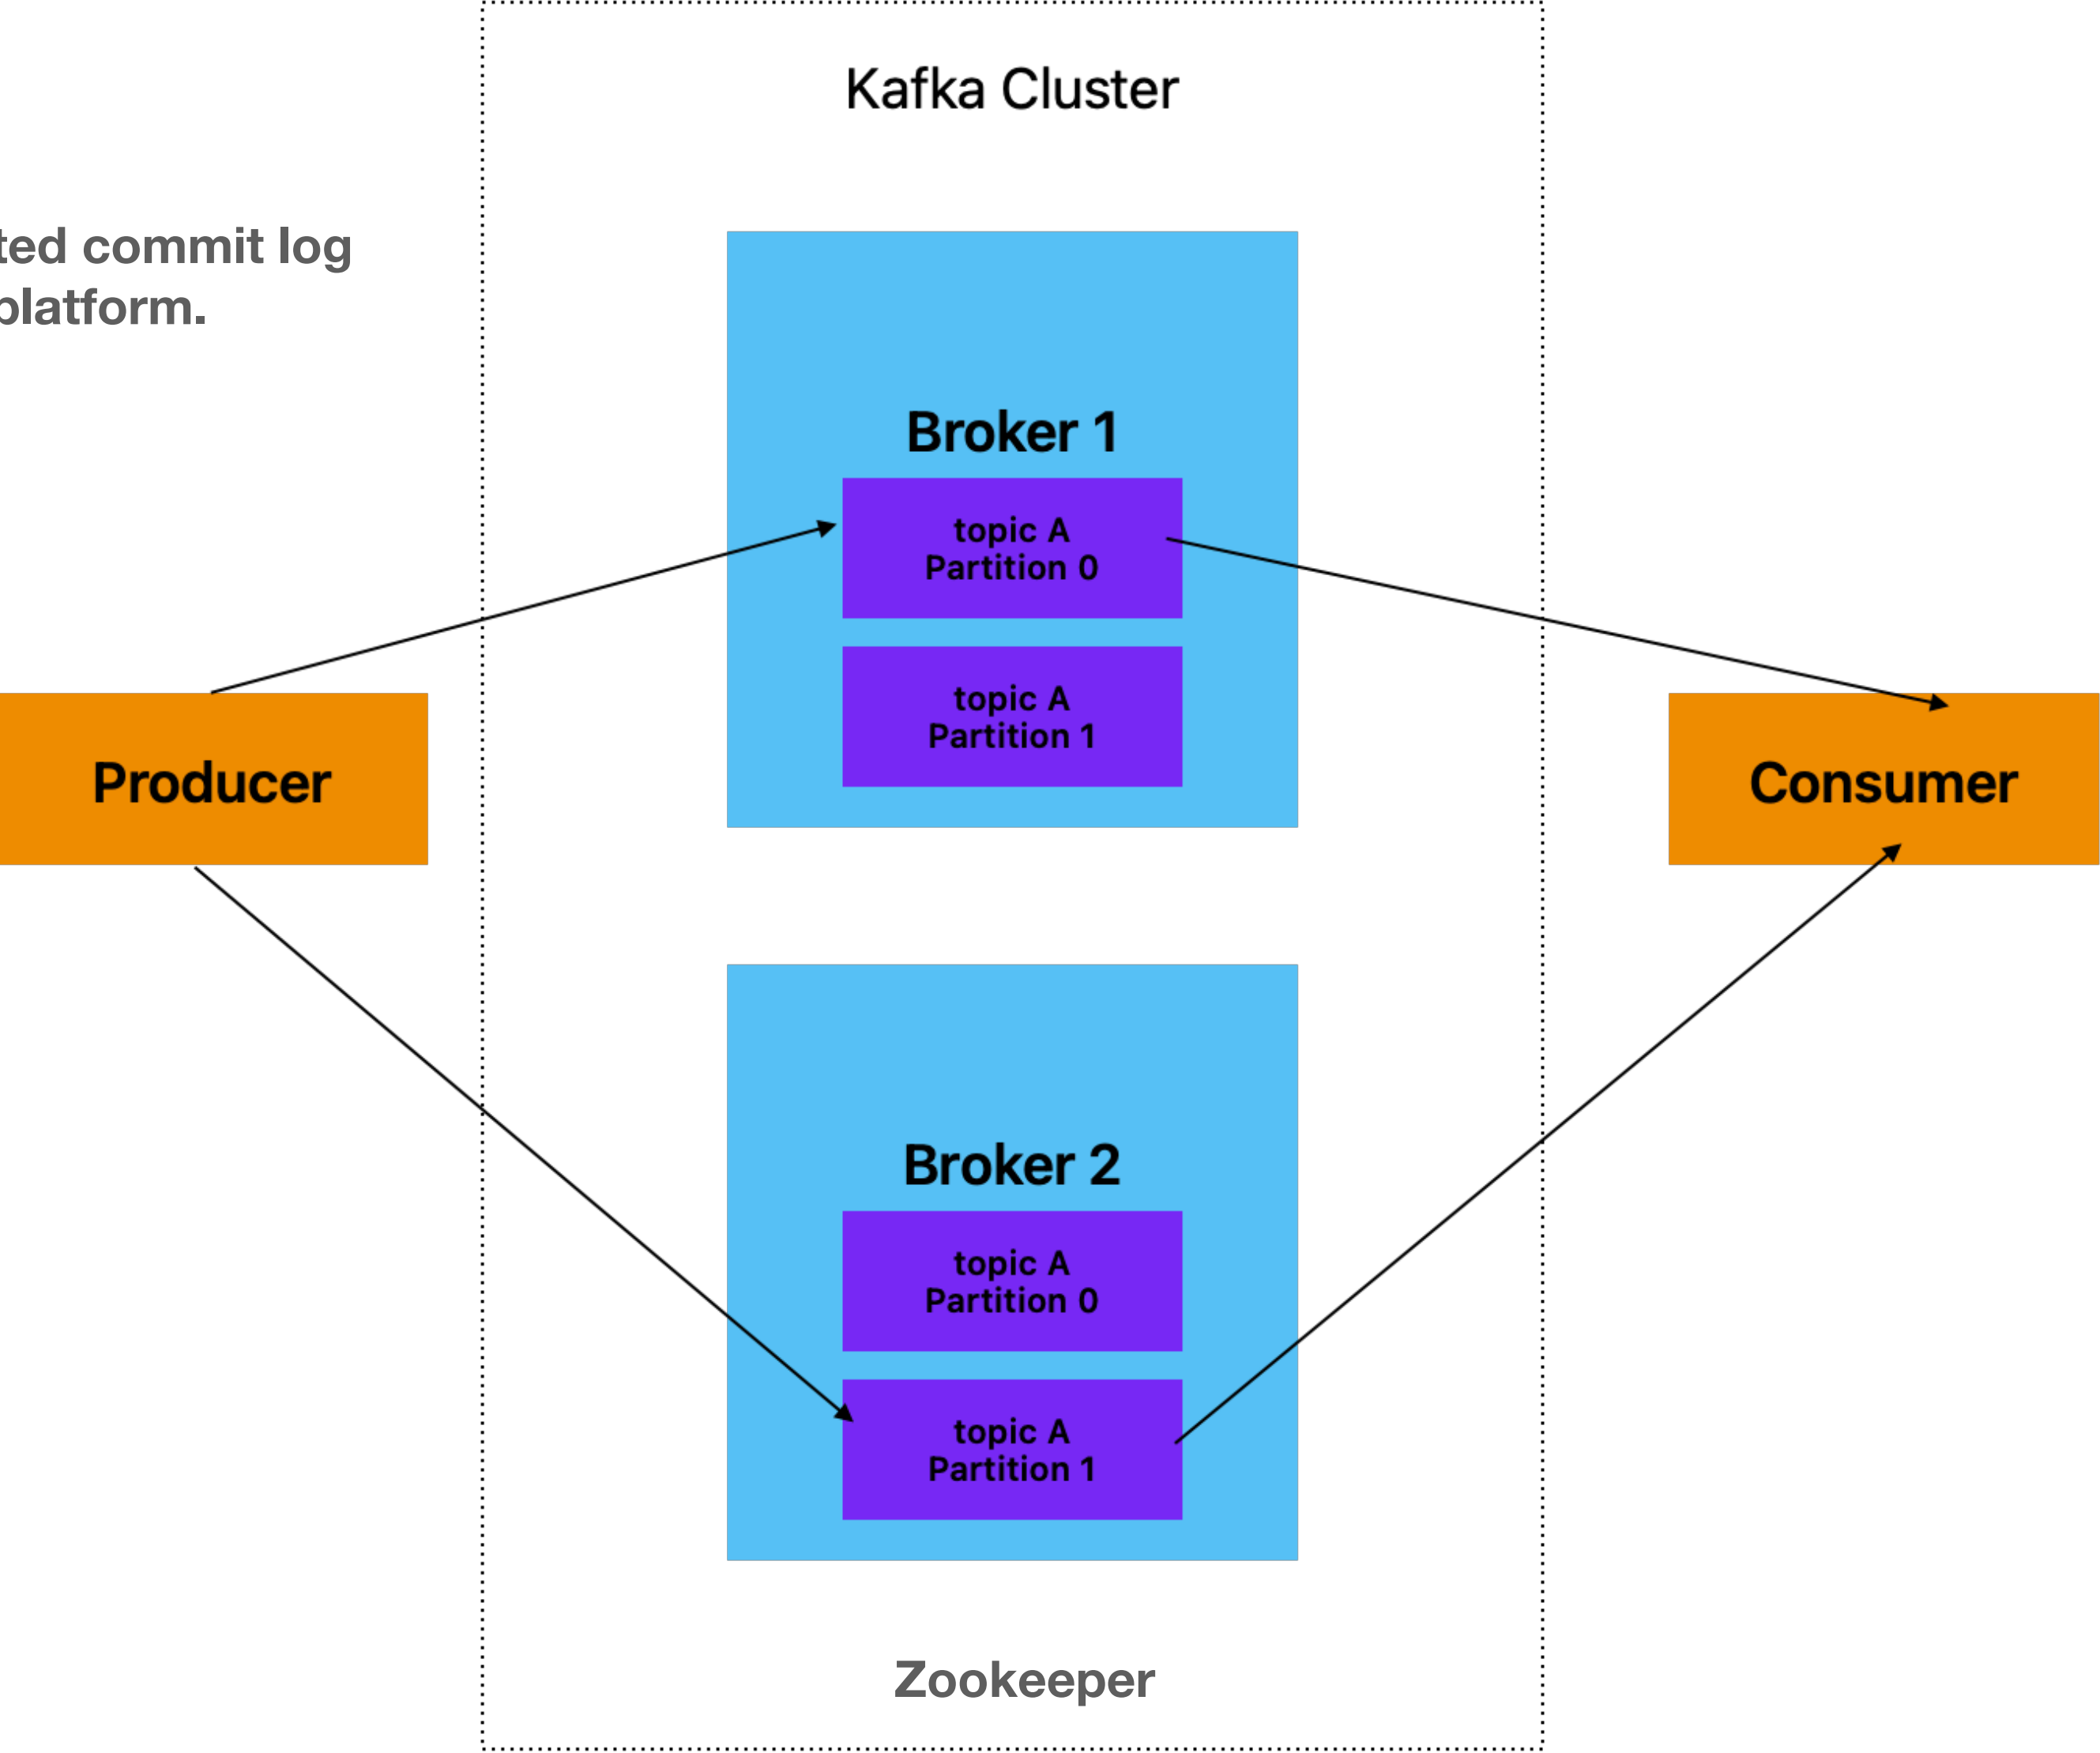 Kafka Cluster
ted commit log
platform.
Broker 1
topic A
Partition 0
topic A
Partition 1
Producer
Consumer
Broker 2
topic A
Partition 0
topic A
Partition 1
Zookeeper